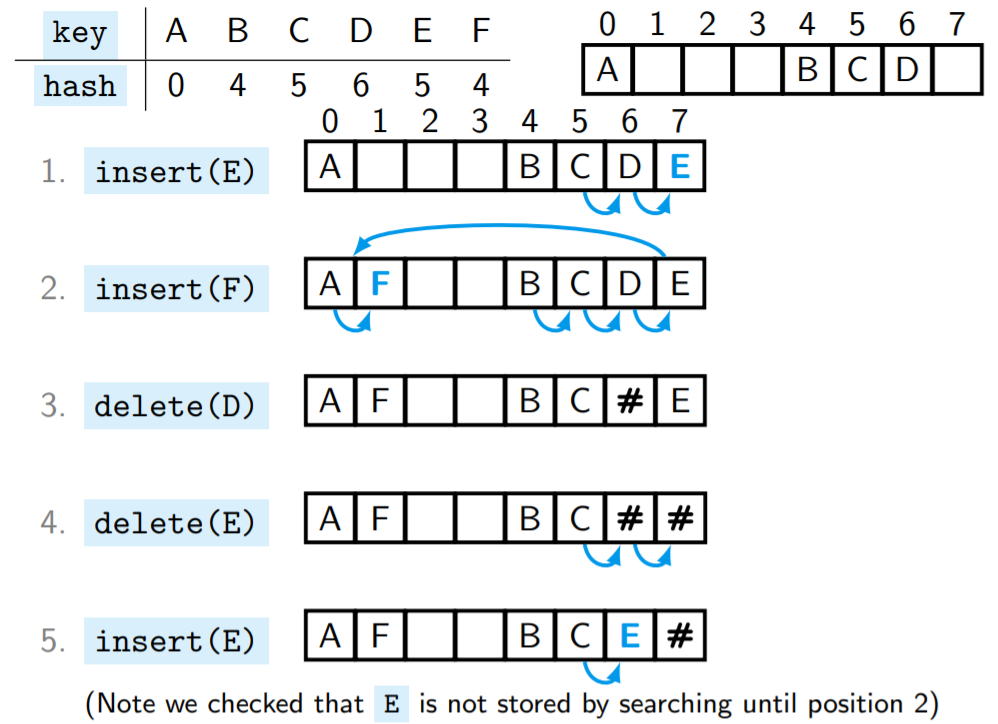 key A B C D E F
hash 0 4 5 6 5 4
0 1 2 3 4 5 6 7
A B C D
0 1 2 3 4 5 6 7
1. insert(E) A B C D E
2. insert(F) A F B C D E
3. delete(D) A F B C # E
4. delete(E) A F B C # #
5. insert(E) A F B C E #
(Note we checked that E is not stored by searching until position 2)